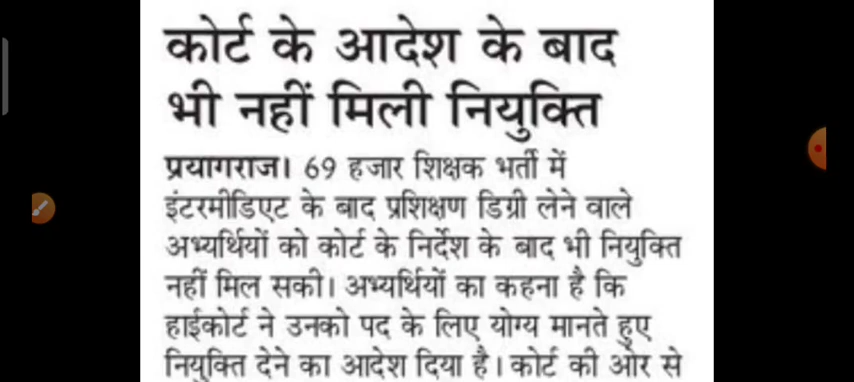 कोर्ट के आदेश के बाद
भी नहीं मिली नियुक्ति
प्रयागराज। 69 हजार शिक्षक भर्ती में
इंटरमीडिएट के बाद प्रशिक्षण डिग्री लेने वाले
अभ्यर्थियों को कोर्ट के निर्देश के बाद भी नियुक्ति
नहीं मिल सकी। अभ्यर्थियों का कहना है कि
हाईकोर्ट ने उनको पद के लिए योग्य मानते हुए
नियुक्ति देने का आदेश दिया है। कोर्ट की ओर से